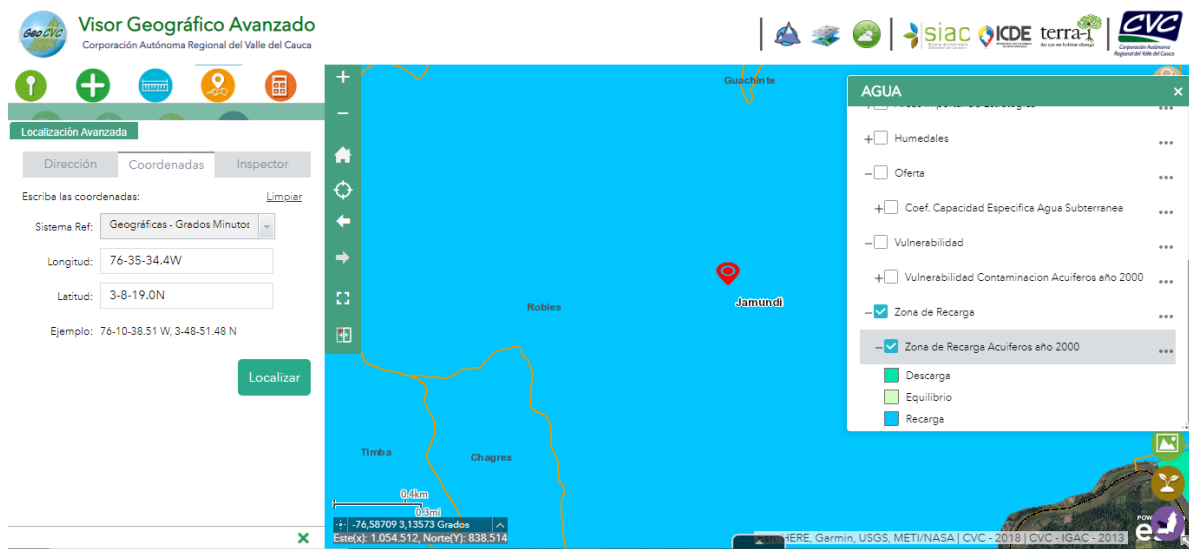 Geo CVC
Visor Geográfico Avanzado
Corporación Autónoma Regional del Valle del Cauca
siac
ICDE
terra-i
CVC
Corporación Autónoma
Regional del Valle del Cauca
Localización Avanzada
Dirección Coordenadas Inspector
Escriba las coordenadas: Limpiar
Sistema Ref: Geográficas - Grados Minutos
Longitud: 76-35-34.4W
Latitud: 3-8-19.0N
Ejemplo: 76-10-38.51 W, 3-48-51.48 N
Localizar
Guachinte
Robles
Jamundi
Timba
Chagres
0,4km
0,3mi
-76,58709 3,13573 Grados
Este(x): 1.054.512, Norte(Y): 838.514
AGUA
Humedales
Oferta
Coef. Capacidad Especifica Agua Subterranea
Vulnerabilidad
Vulnerabilidad Contaminacion Acuiferos año 2000
Zona de Recarga
Zona de Recarga Acuiferos año 2000
Descarga
Equilibrio
Recarga
HERE, Garmin, USGS, METI/NASA | CVC - 2018 | CVC - IGAC - 2013